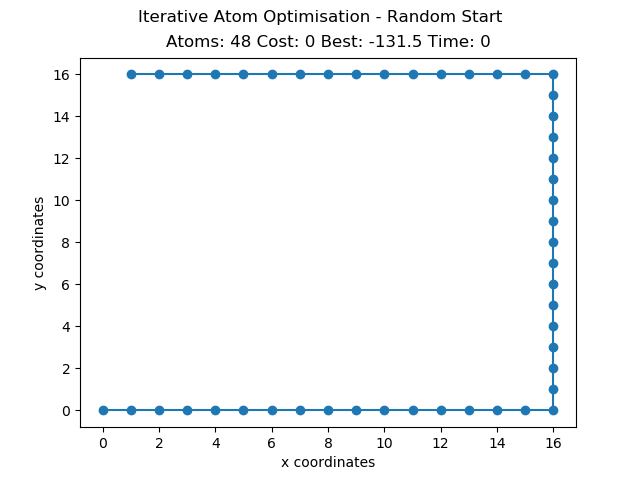 Iterative Atom Optimisation - Random Start
Atoms: 48 Cost: 0 Best: -131.5 Time: 0
16
14
12
10
8
6
4
2
0
y coordinates
0 2 4 6 8 10 12 14 16
x coordinates